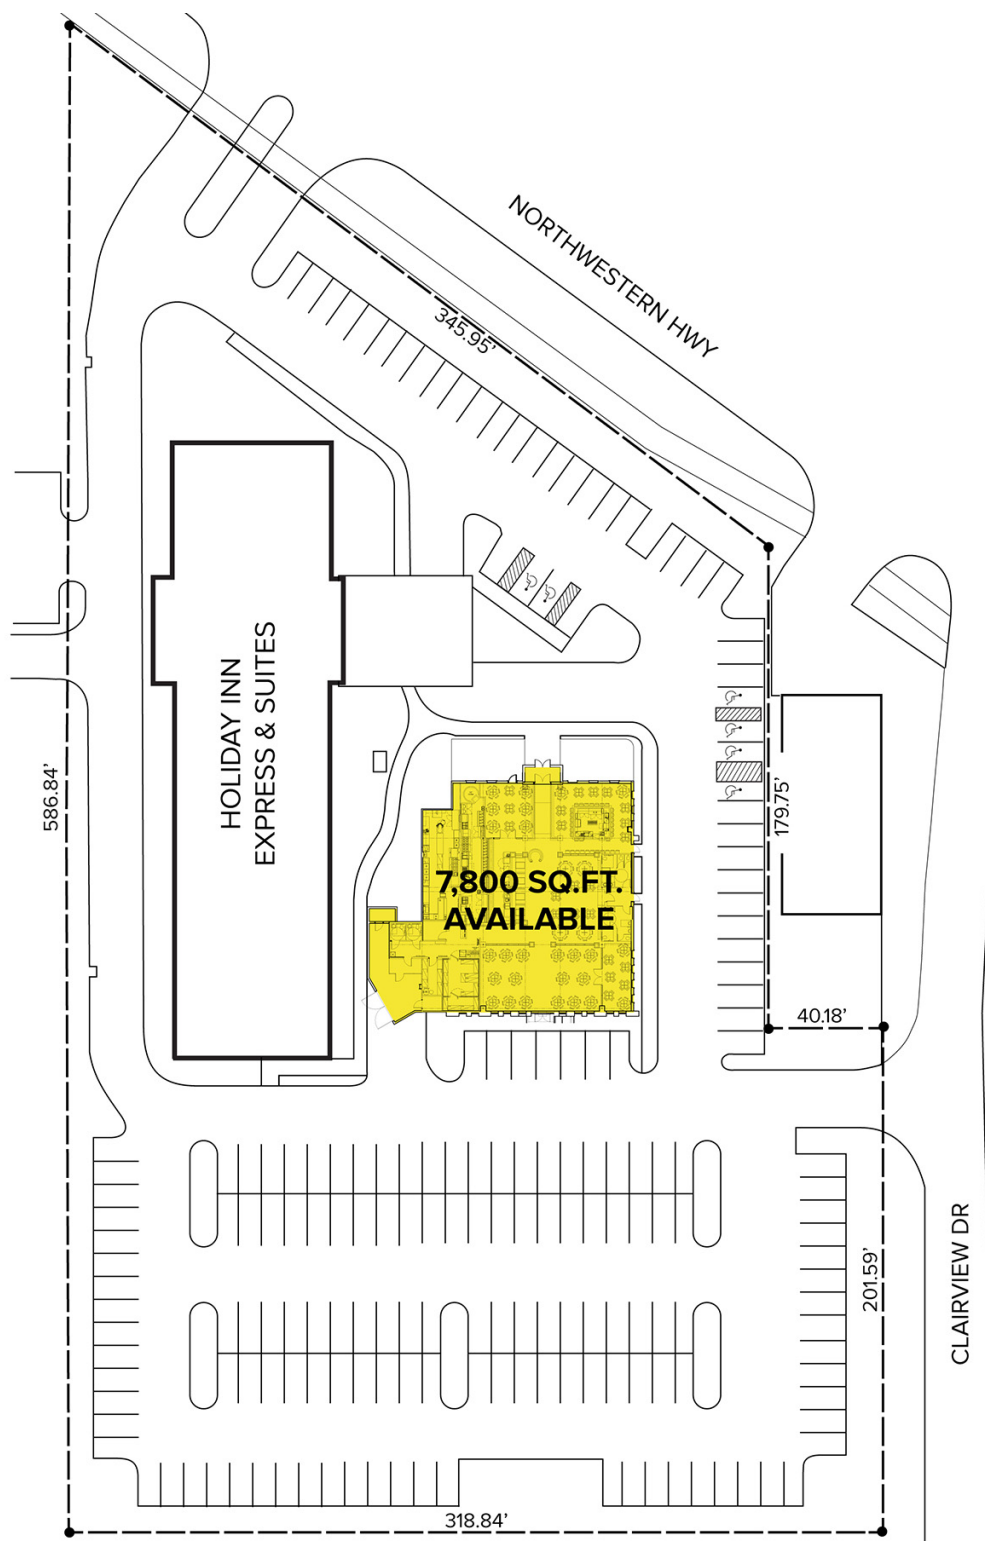 NORTHWESTERN HWY
345.95’
HOLIDAY INN
EXPRESS & SUITES
586.84’
179.75’
7,800 SQ.FT.
AVAILABLE
40.18’
201.59’
CLAIRVIEW DR
318.84’